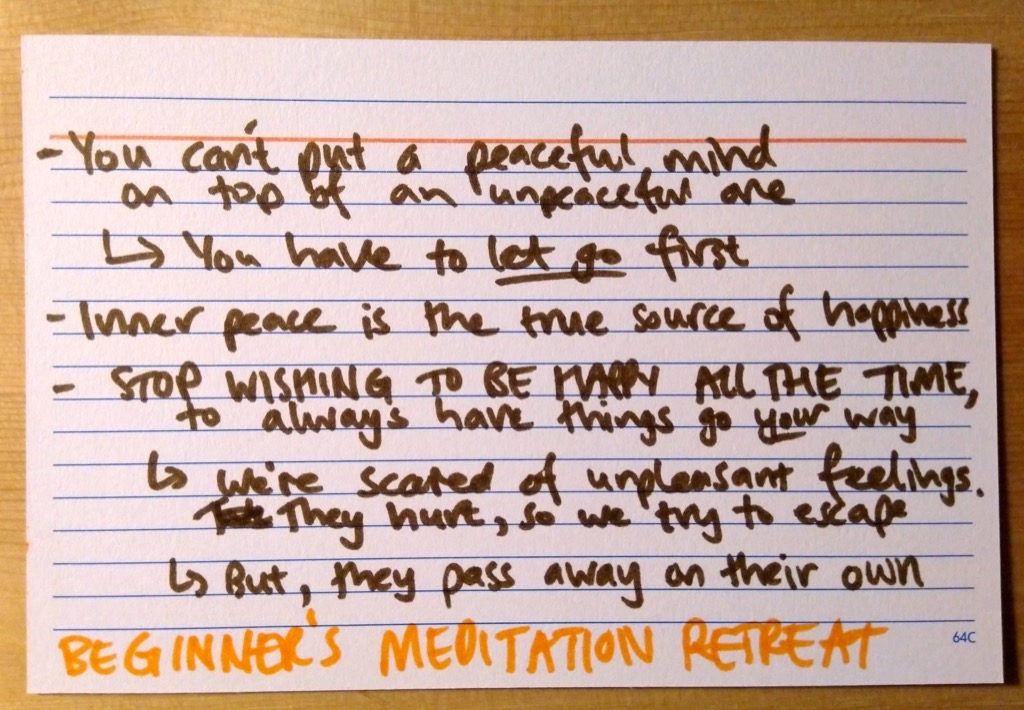 - You can't put a peaceful mind
on top of an unpeaceful one
↳ You have to let go first
- Inner peace is the true source of happiness
- STOP WISHING TO BE HAPPY ALL THE TIME,
to always have things go your way
↳ We're scared of unpleasant feelings.
They hurt, so we try to escape
↳ But, they pass away on their own
BEGINNER'S MEDITATION RETREAT
64C